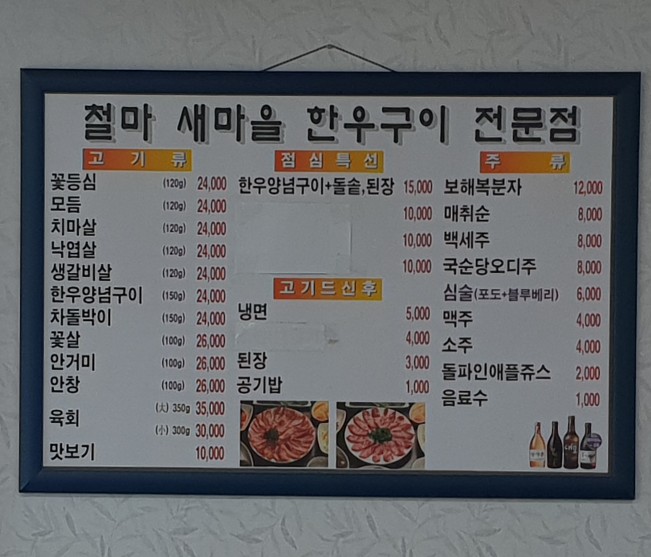 철마 새마을 한우구이 전문점
고 기 류
꽃등심 (120g) 24,000
모듬 (120g) 24,000
치마살 (120g) 24,000
낙엽살 (120g) 24,000
생갈비살 (120g) 24,000
한우양념구이 (150g) 24,000
차돌박이 (150g) 24,000
꽃살 (100g) 26,000
안거미 (100g) 26,000
안창 (100g) 26,000
육회 (大) 350g 35,000
(小) 300g 30,000
맛보기 10,000
점 심 특 선
한우양념구이+돌솥,된장 15,000
10,000
10,000
10,000
고기드신후
냉면 5,000
4,000
된장 3,000
공기밥 1,000
주 류
보해복분자 12,000
매취순 8,000
백세주 8,000
국순당오디주 8,000
심술(포도+블루베리) 6,000
맥주 4,000
소주 4,000
돌파인애플쥬스 2,000
음료수 1,000